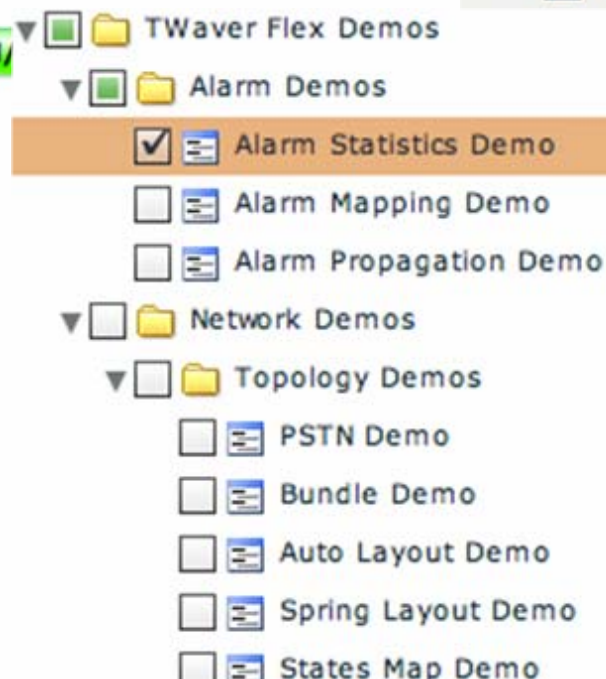 TWaver Flex Demos
Alarm Demos
Alarm Statistics Demo
Alarm Mapping Demo
Alarm Propagation Demo
Network Demos
Topology Demos
PSTN Demo
Bundle Demo
Auto Layout Demo
Spring Layout Demo
States Map Demo